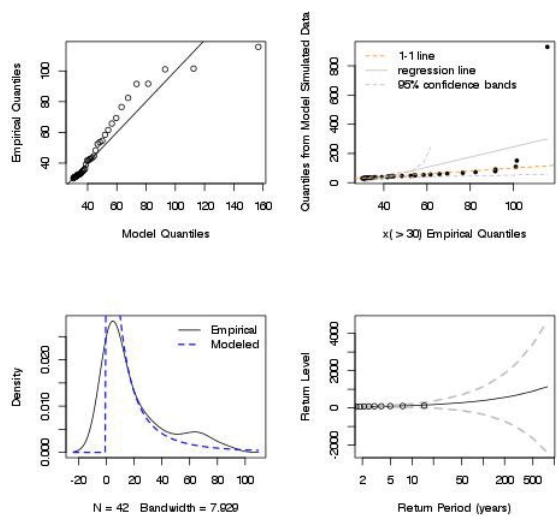 Empirical Quantiles
40 60 80 100
40 60 80 100 120 140 160
Model Quantiles
Quantiles from Model Simulated Data
0 200 400 600 800
1-1 line
regression line
95% confidence bands
40 60 80 100
x( > 30) Empirical Quantiles
Density
0.000 0.010 0.020
Empirical
Modeled
-20 0 20 40 60 80 100
N = 42 Bandwidth = 7.929
Return Level
-2000 0 2000 4000
2 5 10 50 200 500
Return Period (years)